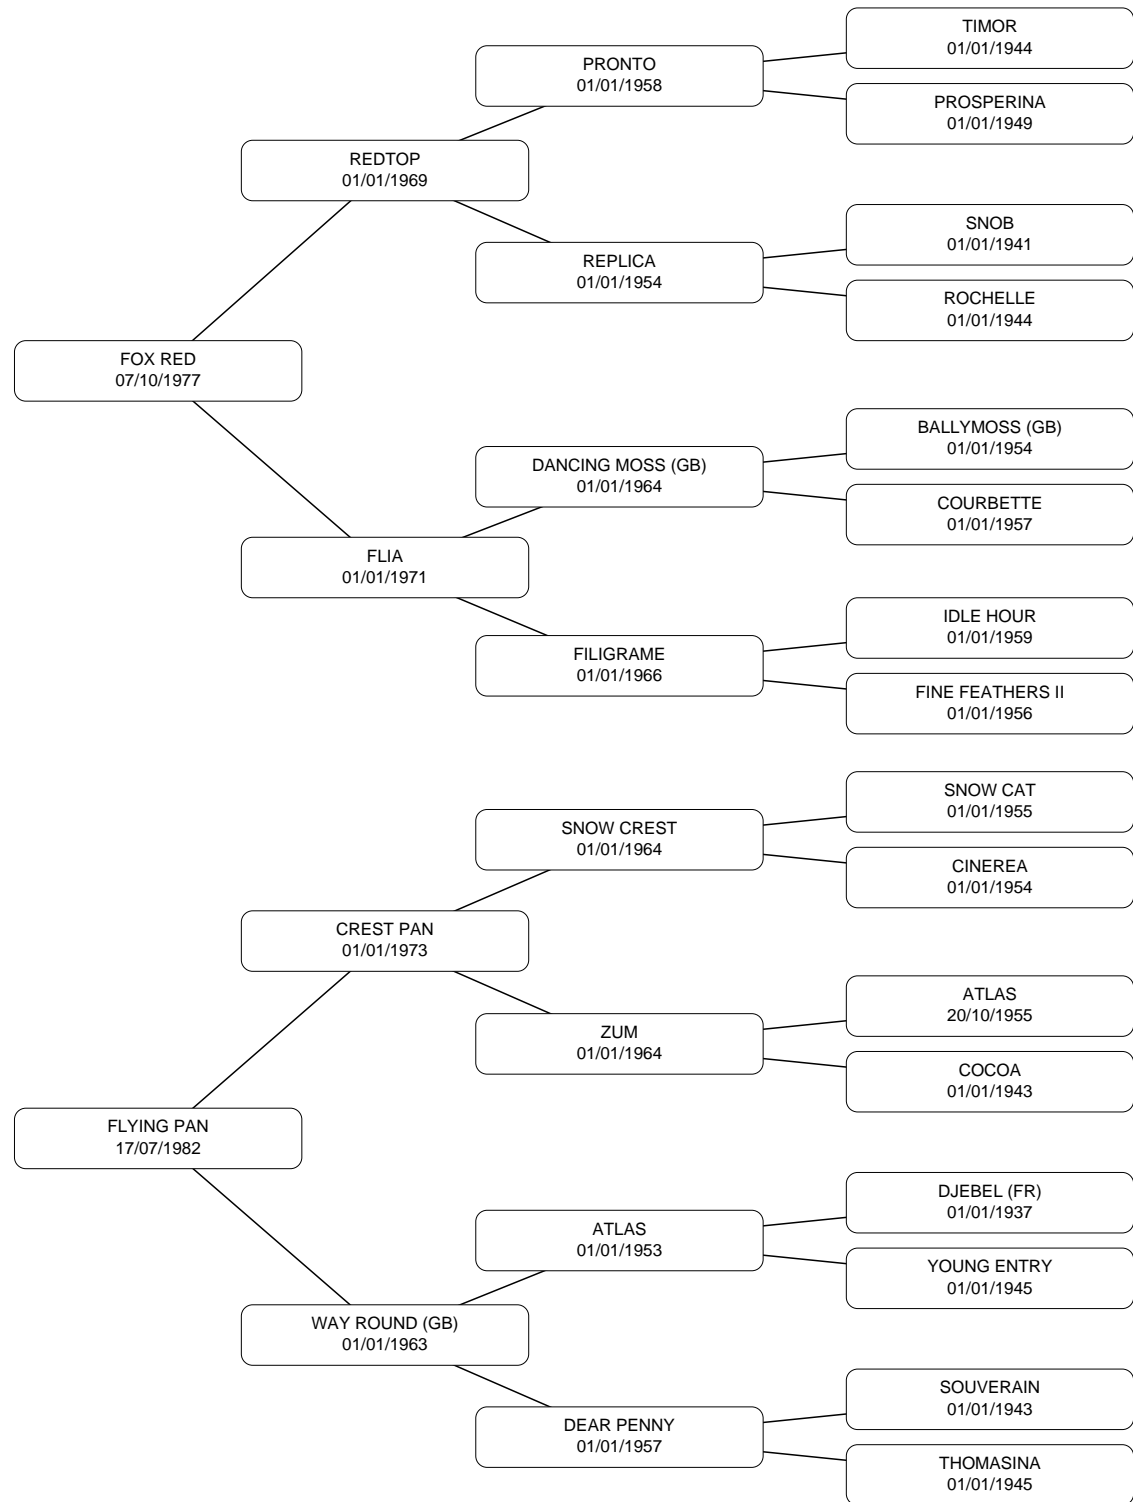 TIMOR
01/01/1944
PRONTO
01/01/1958
PROSPERINA
01/01/1949
REDTOP
01/01/1969
SNOB
01/01/1941
REPLICA
01/01/1954
ROCHELLE
01/01/1944
FOX RED
07/10/1977
BALLYMOSS (GB)
01/01/1954
DANCING MOSS (GB)
01/01/1964
COURBETTE
01/01/1957
FLIA
01/01/1971
IDLE HOUR
01/01/1959
FILIGRAME
01/01/1966
FINE FEATHERS II
01/01/1956
SNOW CAT
01/01/1955
SNOW CREST
01/01/1964
CINEREA
01/01/1954
CREST PAN
01/01/1973
ATLAS
20/10/1955
ZUM
01/01/1964
COCOA
01/01/1943
FLYING PAN
17/07/1982
DJEBEL (FR)
01/01/1937
ATLAS
01/01/1953
YOUNG ENTRY
01/01/1945
WAY ROUND (GB)
01/01/1963
SOUVERAIN
01/01/1943
DEAR PENNY
01/01/1957
THOMASINA
01/01/1945